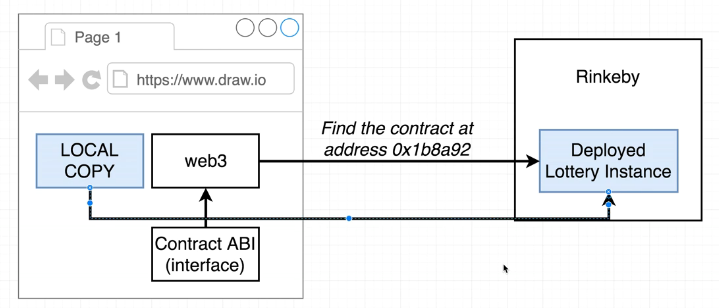 Page 1
https://www.draw.io
Rinkeby
Find the contract at
address 0x1b8a92
LOCAL
COPY
web3
Deployed
Lottery Instance
Contract ABI
(interface)